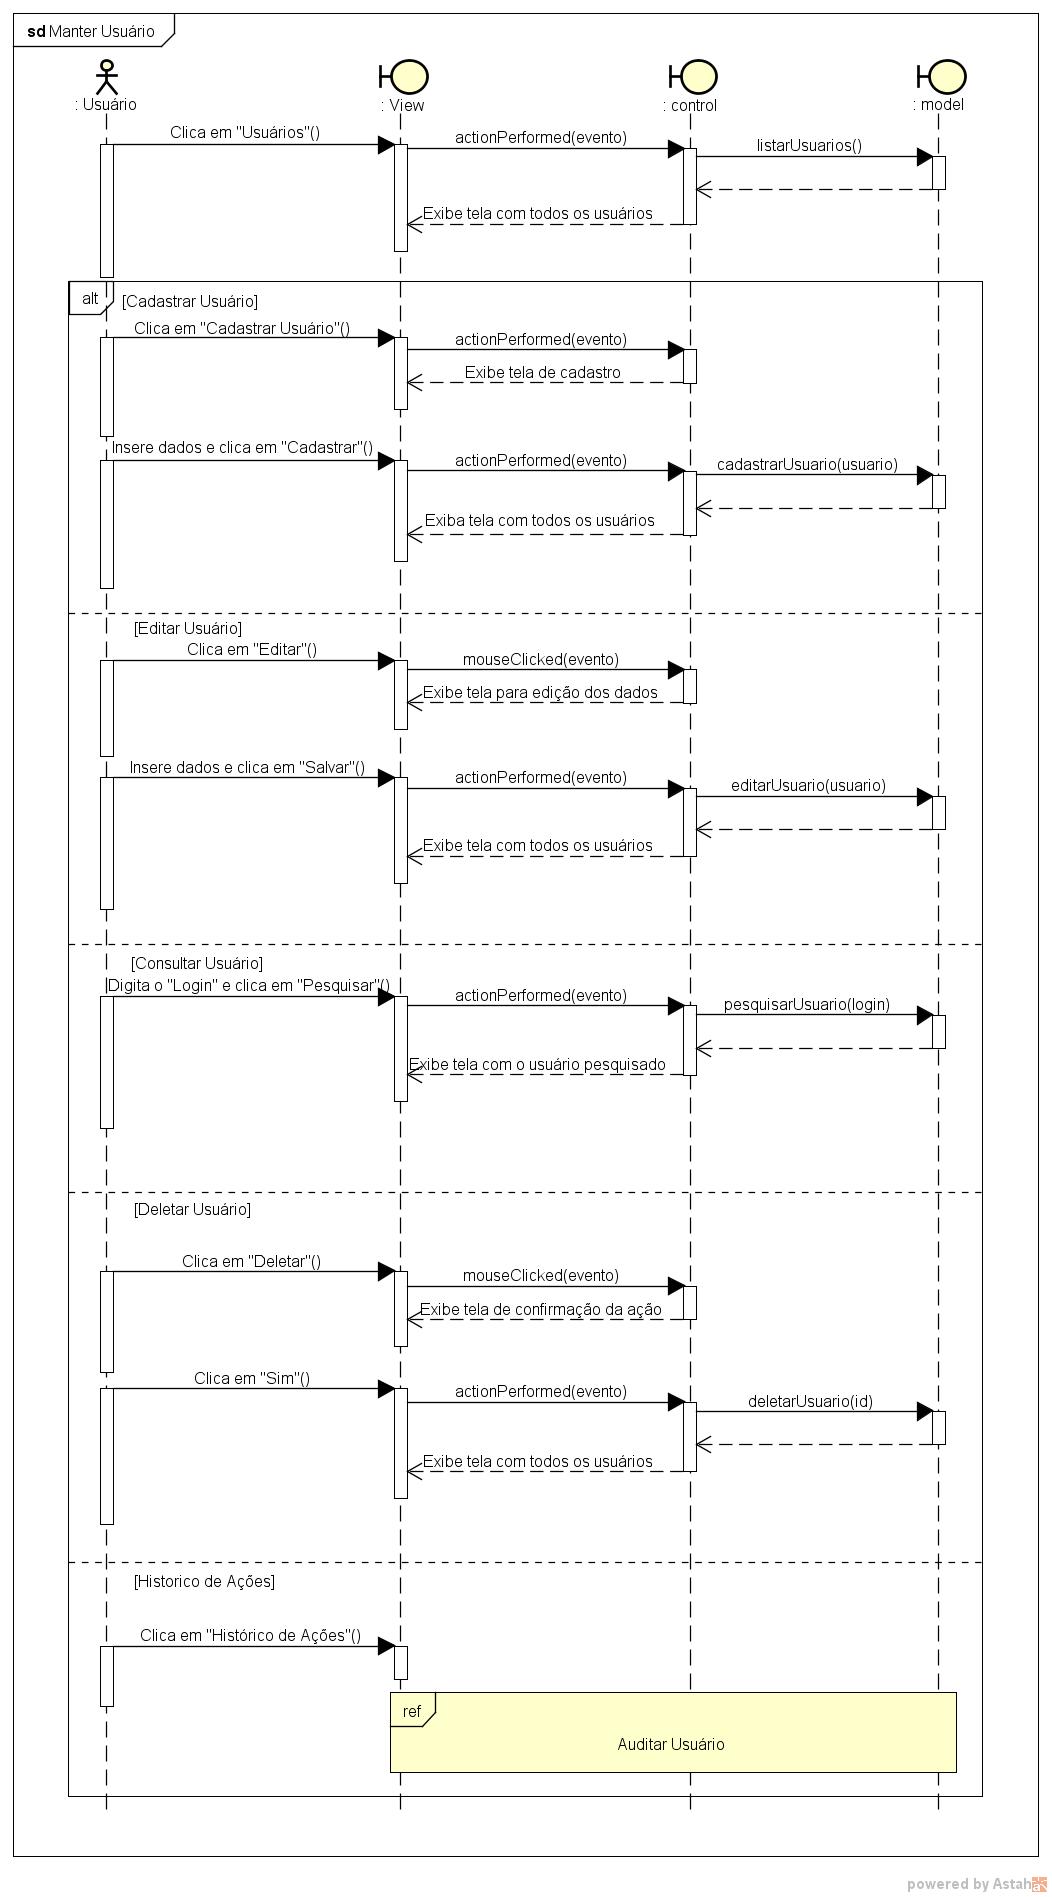 sd Manter Usuário
: Usuário
: View
: control
: model
Clica em "Usuários"()
actionPerformed(evento)
listarUsuarios()
Exibe tela com todos os usuários
alt
[Cadastrar Usuário]
Clica em "Cadastrar Usuário"()
actionPerformed(evento)
Exibe tela de cadastro
Insere dados e clica em "Cadastrar"()
actionPerformed(evento)
cadastrarUsuario(usuario)
Exiba tela com todos os usuários
[Editar Usuário]
Clica em "Editar"()
mouseClicked(evento)
Exibe tela para edição dos dados
Insere dados e clica em "Salvar"()
actionPerformed(evento)
editarUsuario(usuario)
Exibe tela com todos os usuários
[Consultar Usuário]
Digita o "Login" e clica em "Pesquisar"()
actionPerformed(evento)
pesquisarUsuario(login)
Exibe tela com o usuário pesquisado
[Deletar Usuário]
Clica em "Deletar"()
mouseClicked(evento)
Exibe tela de confirmação da ação
Clica em "Sim"()
actionPerformed(evento)
deletarUsuario(id)
Exibe tela com todos os usuários
[Historico de Ações]
Clica em "Histórico de Ações"()
ref
Auditar Usuário
powered by Astah